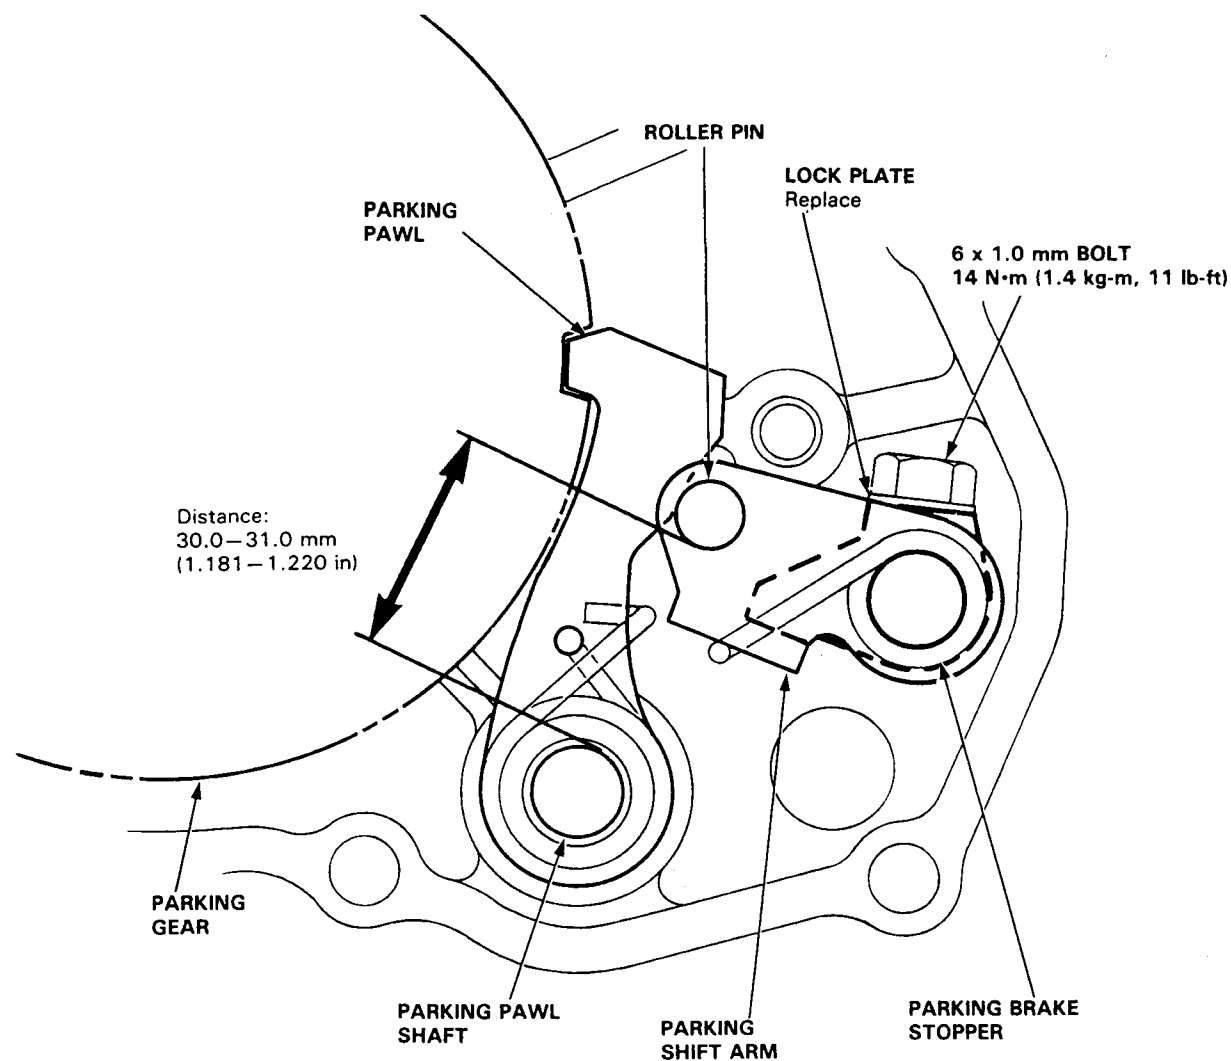 ROLLER PIN
LOCK PLATE
Replace
PARKING
PAWL
6 x 1.0 mm BOLT
14 N•m (1.4 kg-m, 11 lb-ft)
Distance:
30.0—31.0 mm
(1.181—1.220 in)
PARKING
GEAR
PARKING PAWL
SHAFT
PARKING
SHIFT ARM
PARKING BRAKE
STOPPER